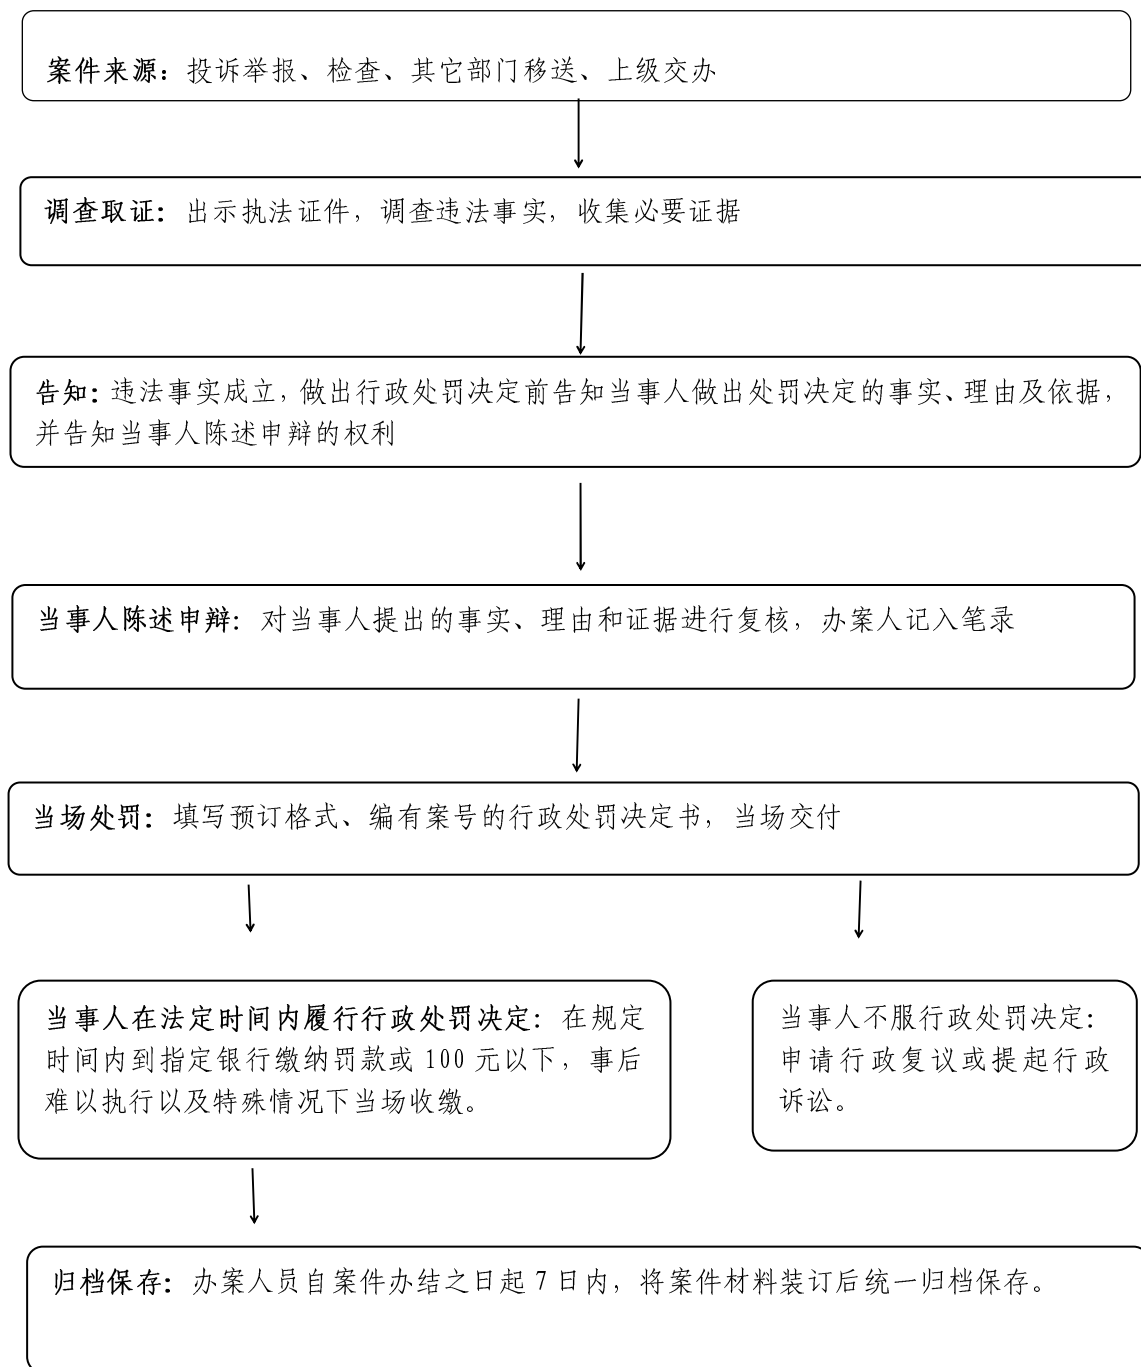 案件来源：投诉举报、检查、其它部门移送、上级交办
调查取证：出示执法证件，调查违法事实，收集必要证据
告知：违法事实成立，做出行政处罚决定前告知当事人做出处罚决定的事实、理由及依据，
并告知当事人陈述申辩的权利
当事人陈述申辩：对当事人提出的事实、理由和证据进行复核，办案人记入笔录
当场处罚：填写预订格式、编有案号的行政处罚决定书，当场交付
当事人在法定时间内履行行政处罚决定：在规定
时间内到指定银行缴纳罚款或 100 元以下，事后
难以执行以及特殊情况下当场收缴。
当事人不服行政处罚决定：
申请行政复议或提起行政
诉讼。
归档保存：办案人员自案件办结之日起 7 日内，将案件材料装订后统一归档保存。